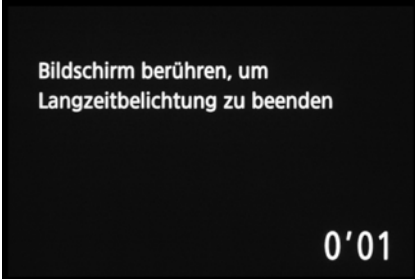 Bildschirm berühren, um
Langzeitbelichtung zu beenden
0'01